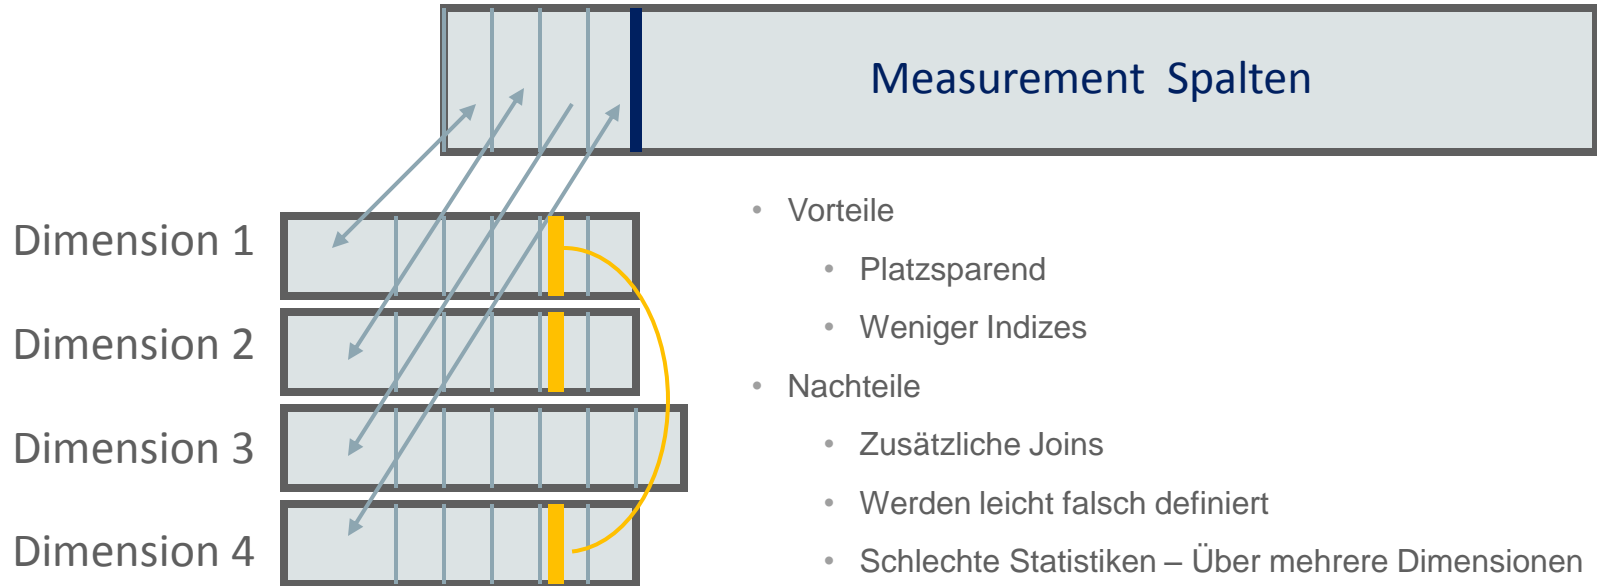 Measurement Spalten
Dimension 1
Dimension 2
Dimension 3
Dimension 4
• Vorteile
• Platzsparend
• Weniger Indizes
• Nachteile
• Zusätzliche Joins
• Werden leicht falsch definiert
• Schlechte Statistiken – Über mehrere Dimensionen